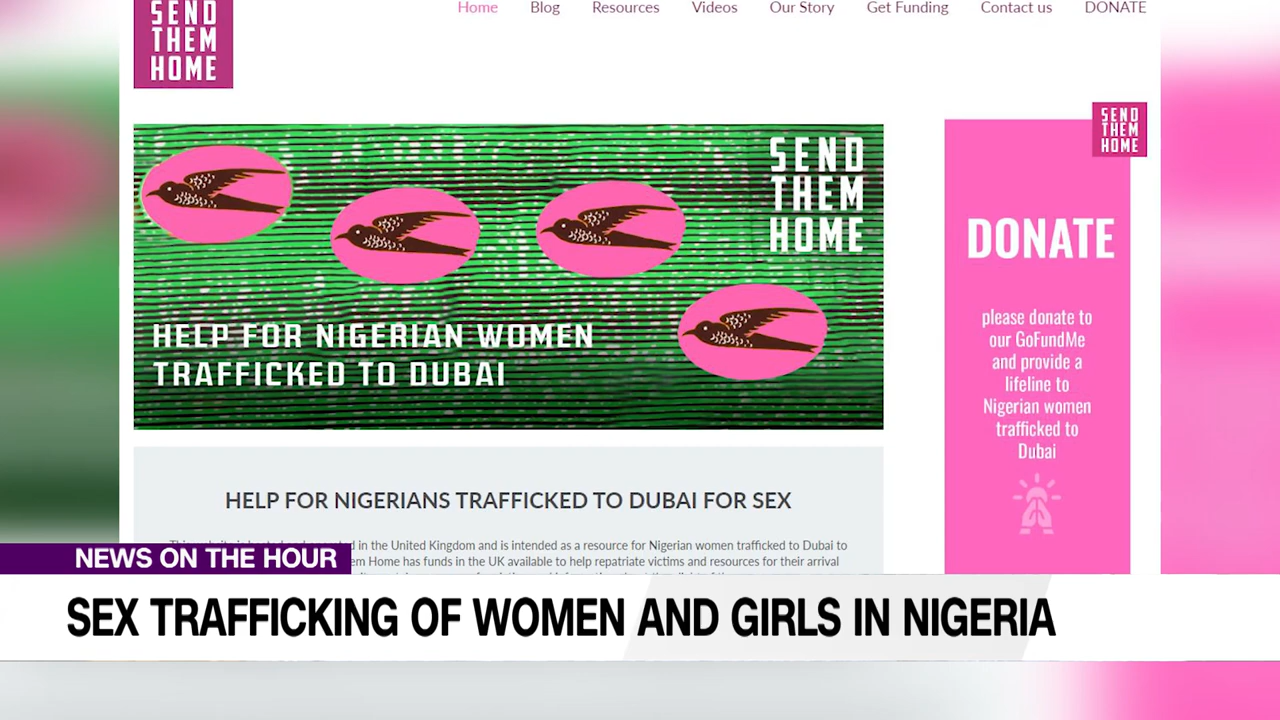 SEND
THEM
HOME
Home Blog Resources Videos Our Story Get Funding Contact us DONATE
SEND
THEM
HOME
HELP FOR NIGERIAN WOMEN
TRAFFICKED TO DUBAI
SEND
THEM
HOME
DONATE
please donate to
our GoFundMe
and provide a
lifeline to
Nigerian women
trafficked to
Dubai
HELP FOR NIGERIANS TRAFFICKED TO DUBAI FOR SEX
in the United Kingdom and is intended as a resource for Nigerian women trafficked to Dubai to
Home has funds in the UK available to help repatriate victims and resources for their arrival
NEWS ON THE HOUR
SEX TRAFFICKING OF WOMEN AND GIRLS IN NIGERIA